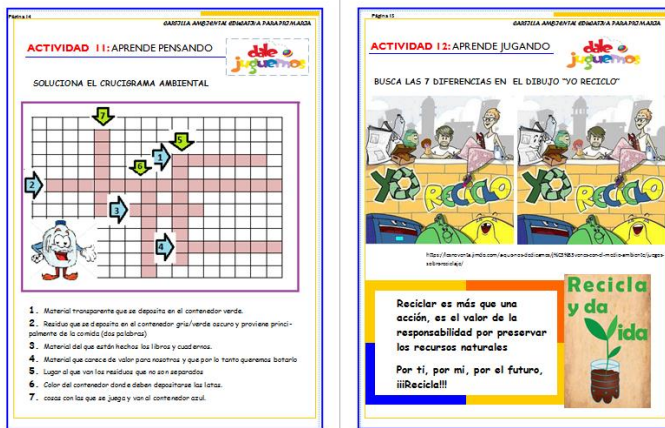 Página 14
CARTILLA AMBIENTAL EDUCATIVA PARA PRIMARIA
ACTIVIDAD 11: APRENDE PENSANDO
dale
juguemos
SOLUCIONA EL CRUCIGRAMA AMBIENTAL
7
5
1
6
2
3
4
1. Material transparente que se deposita en el contenedor verde.
2. Residuo que se deposita en el contenedor gris/verde oscuro y proviene princi-
palmente de la comida (dos palabras)
3. Material del que están hechos los libros y cuadernos.
4. Material que carece de valor para nosotros y que por lo tanto queremos botarlo
5. Lugar al que van los residuos que no son separados
6. Color del contenedor donde deben depositarse las latas.
7. cosas con las que se juega y van al contenedor azul.
Página 15
CARTILLA AMBIENTAL EDUCATIVA PARA PRIMARIA
ACTIVIDAD 12: APRENDE JUGANDO
dale
juguemos
BUSCA LAS 7 DIFERENCIAS EN EL DIBUJO "YO RECICLO"
YO RECICLO
YO RECICLO
Reciclar es más que una
acción, es el valor de la
responsabilidad por preservar
los recursos naturales
Por ti, por mi, por el futuro,
¡¡¡Recicla!!!
Recicla
y da
Vida